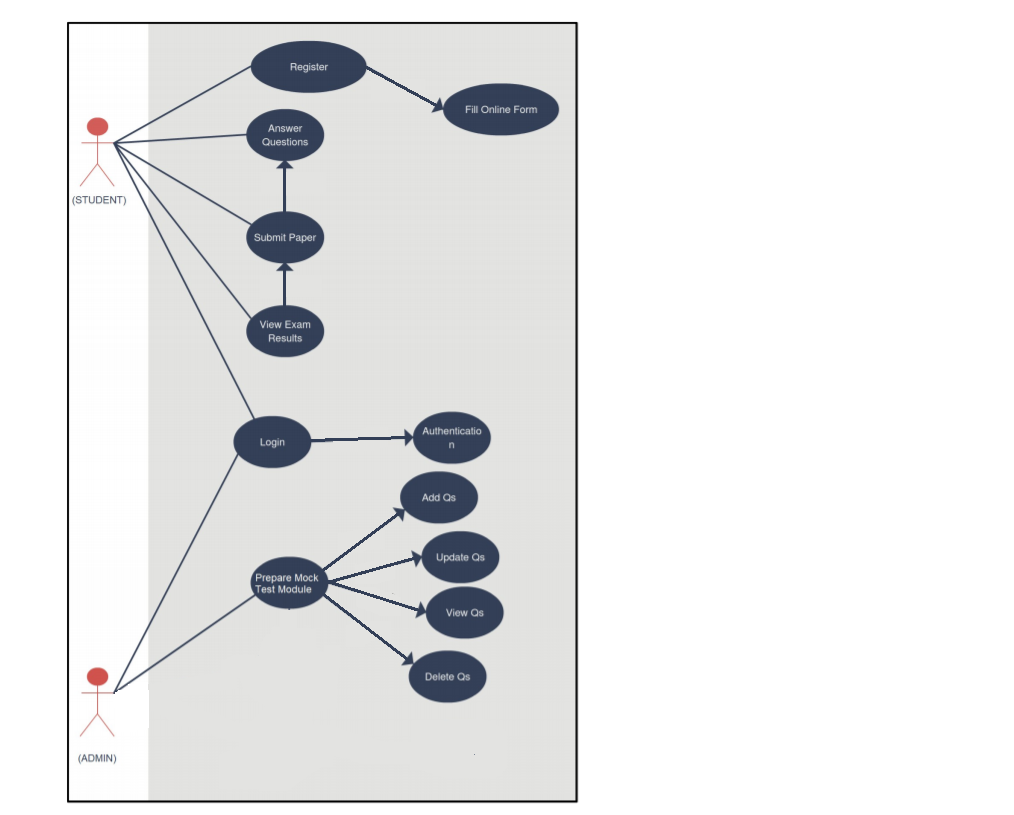 Register
Fill Online Form
Answer
Questions
(STUDENT)
Submit Paper
View Exam
Results
Login
Authenticatio
n
Add Qs
Update Qs
Prepare Mock
Test Module
View Qs
Delete Qs
(ADMIN)